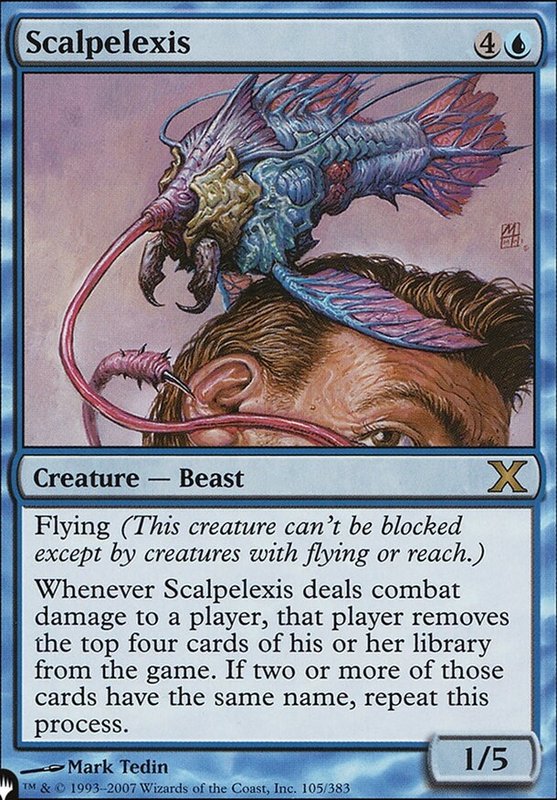 Scalpelexis 4
Creature — Beast X
Flying (This creature can't be blocked
except by creatures with flying or reach.)
Whenever Scalpelexis deals combat
damage to a player, that player removes
the top four cards of his or her library
from the game. If two or more of those
cards have the same name, repeat this
process.
1/5
Mark Tedin
™ & © 1993–2007 Wizards of the Coast, Inc. 105/383